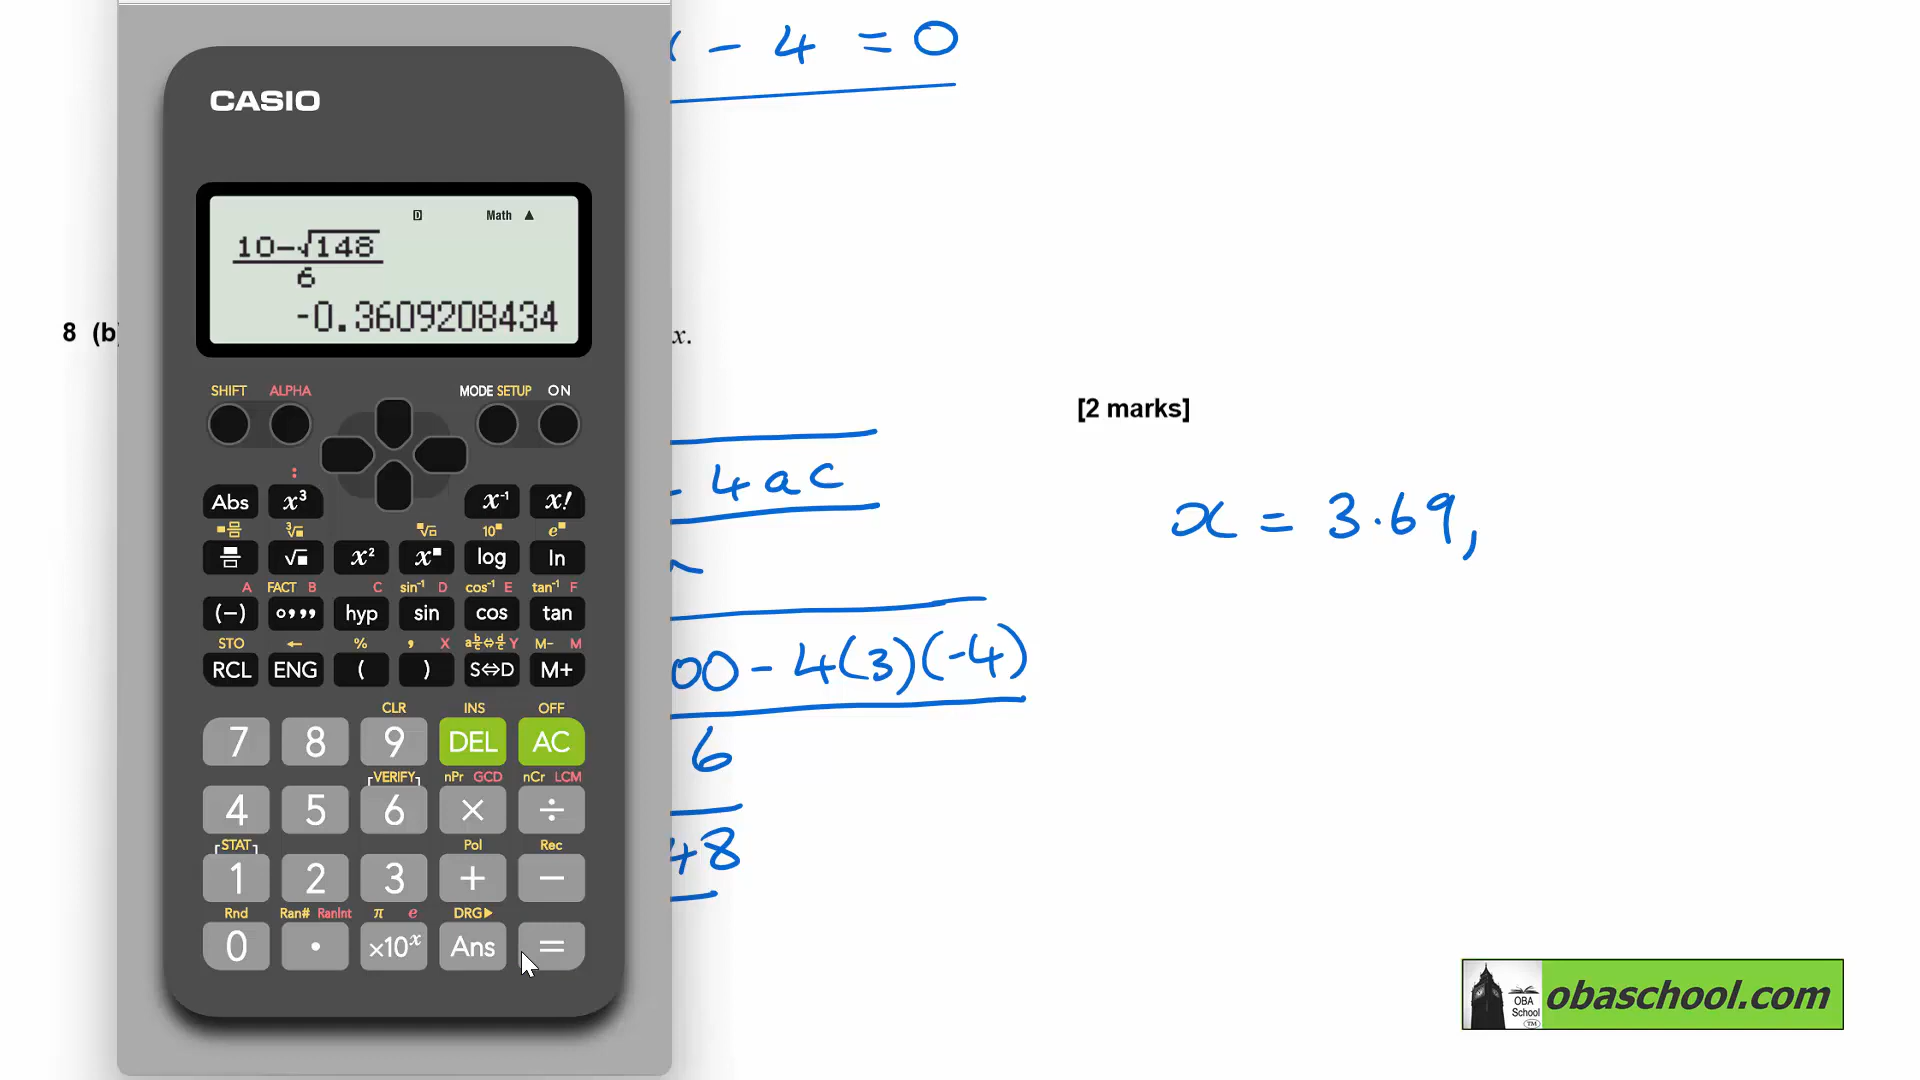 x - 4 = 0
CASIO
D Math ▲
10-√148
6
-0.3609208434
8 (b)
x.
SHIFT ALPHA MODE SETUP ON
[2 marks]
:
Abs x³ x⁻¹ x!
- 4ac
x = 3.69,
■√□ 10■ e■
√■ x² x■ log ln
A FACT B C sin⁻¹ D cos⁻¹ E tan⁻¹ F
(−) °,,, hyp sin cos tan
STO ← % , X a b/c⇔d/c Y M- M
RCL ENG ( ) S⇔D M+
00 - 4(3)(-4)
6
CLR INS OFF
7 8 9 DEL AC
VERIFY nPr GCD nCr LCM
4 5 6 × ÷
48
STAT Pol Rec
1 2 3 + −
Rnd Ran# RanInt π e DRG▶
0 · ×10ˣ Ans =
OBA
School
TM
obaschool.com